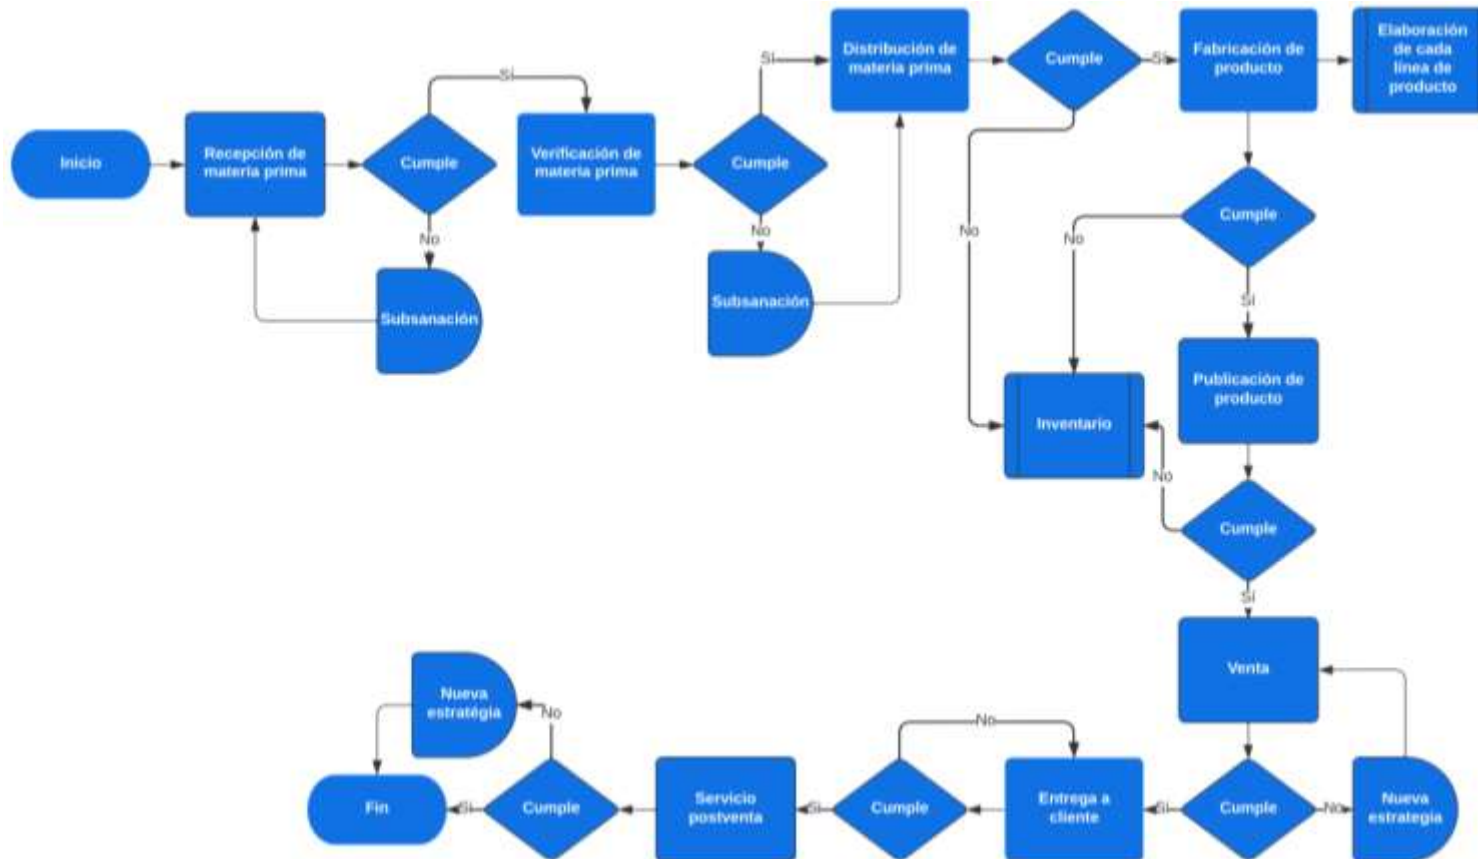 Inicio
Recepción de
materia prima
Cumple
Sí
No
Subsanación
Verificación de
materia prima
Cumple
Sí
No
Subsanación
Distribución de
materia prima
Cumple
Sí
No
Fabricación de
producto
Elaboración
de cada
línea de
producto
Cumple
No
Sí
Publicación de
producto
Inventario
No
Cumple
Sí
Venta
Cumple
No
Nueva
estrategia
Sí
Entrega a
cliente
Cumple
No
Sí
Servicio
postventa
Cumple
No
Nueva
estratégia
Sí
Fin